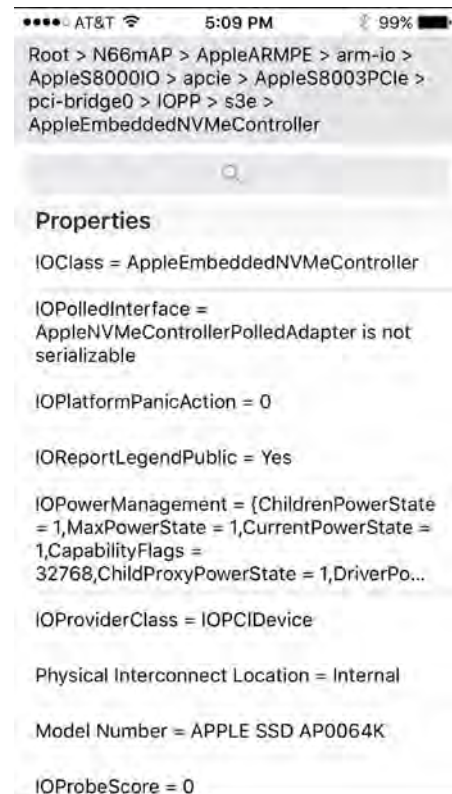 AT&T 5:09 PM 99%
Root > N66mAP > AppleARMPE > arm-io >
AppleS8000IO > apcie > AppleS8003PCIe >
pci-bridge0 > IOPP > s3e >
AppleEmbeddedNVMeController
Properties
IOClass = AppleEmbeddedNVMeController
IOPolledInterface =
AppleNVMeControllerPolledAdapter is not
serializable
IOPlatformPanicAction = 0
IOReportLegendPublic = Yes
IOPowerManagement = {ChildrenPowerState
= 1,MaxPowerState = 1,CurrentPowerState =
1,CapabilityFlags =
32768,ChildProxyPowerState = 1,DriverPo...
IOProviderClass = IOPCIDevice
Physical Interconnect Location = Internal
Model Number = APPLE SSD AP0064K
IOProbeScore = 0